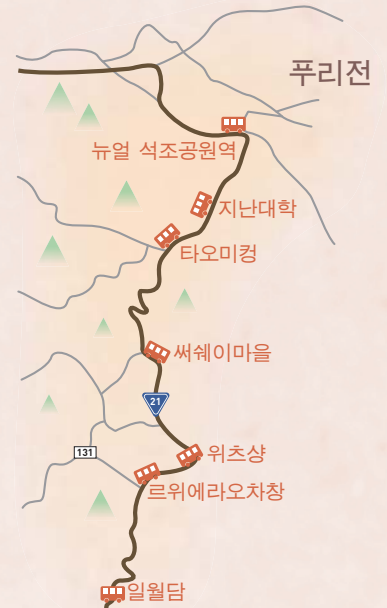 푸리전
뉴얼 석조공원역
지난대학
타오미컹
써쉐이마을
21
131
위츠샹
르위에라오차창
일월담